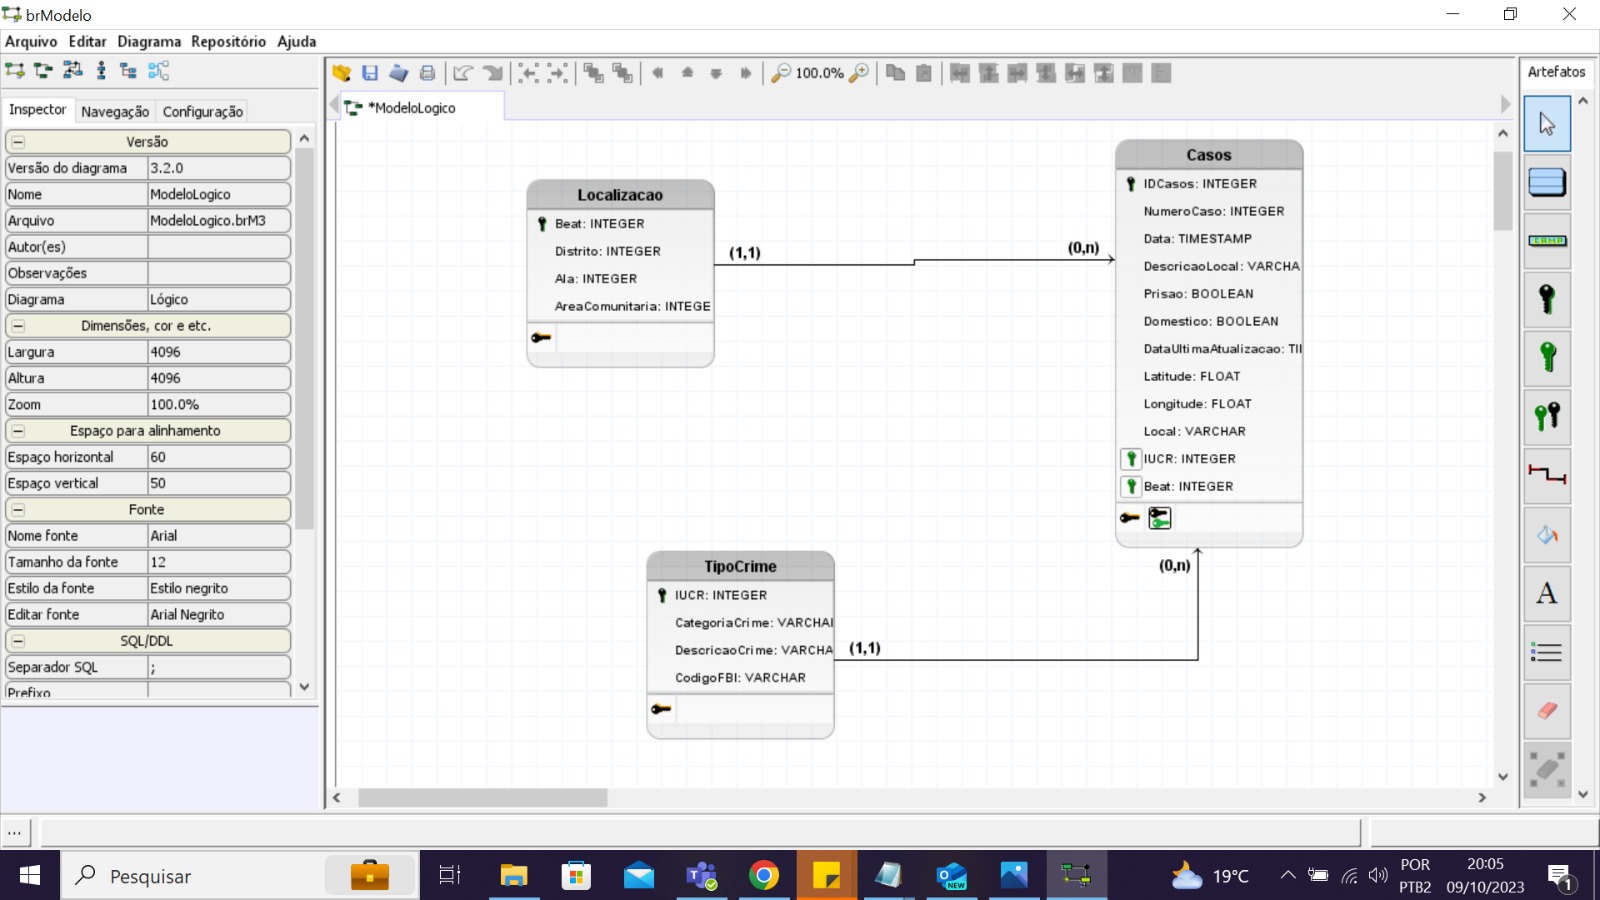 brModelo
Arquivo Editar Diagrama Repositório Ajuda
100.0%
Artefatos
Inspector Navegação Configuração
*ModeloLogico
Versão
Versão do diagrama 3.2.0
Nome ModeloLogico
Arquivo ModeloLogico.brM3
Autor(es)
Observações
Diagrama Lógico
Dimensões, cor e etc.
Largura 4096
Altura 4096
Zoom 100.0%
Espaço para alinhamento
Espaço horizontal 60
Espaço vertical 50
Fonte
Nome fonte Arial
Tamanho da fonte 12
Estilo da fonte Estilo negrito
Editar fonte Arial Negrito
SQL/DDL
Separador SQL ;
Prefixo
Localizacao
Beat: INTEGER
Distrito: INTEGER
Ala: INTEGER
AreaComunitaria: INTEGE
(1,1)
(0,n)
Casos
IDCasos: INTEGER
NumeroCaso: INTEGER
Data: TIMESTAMP
DescricaoLocal: VARCHA
Prisao: BOOLEAN
Domestico: BOOLEAN
DataUltimaAtualizacao: TII
Latitude: FLOAT
Longitude: FLOAT
Local: VARCHAR
IUCR: INTEGER
Beat: INTEGER
(0,n)
TipoCrime
IUCR: INTEGER
CategoriaCrime: VARCHAI
DescricaoCrime: VARCHA
CodigoFBI: VARCHAR
(1,1)
CAMPO
A
...
Pesquisar
NEW
19°C
POR
PTB2
20:05
09/10/2023
1